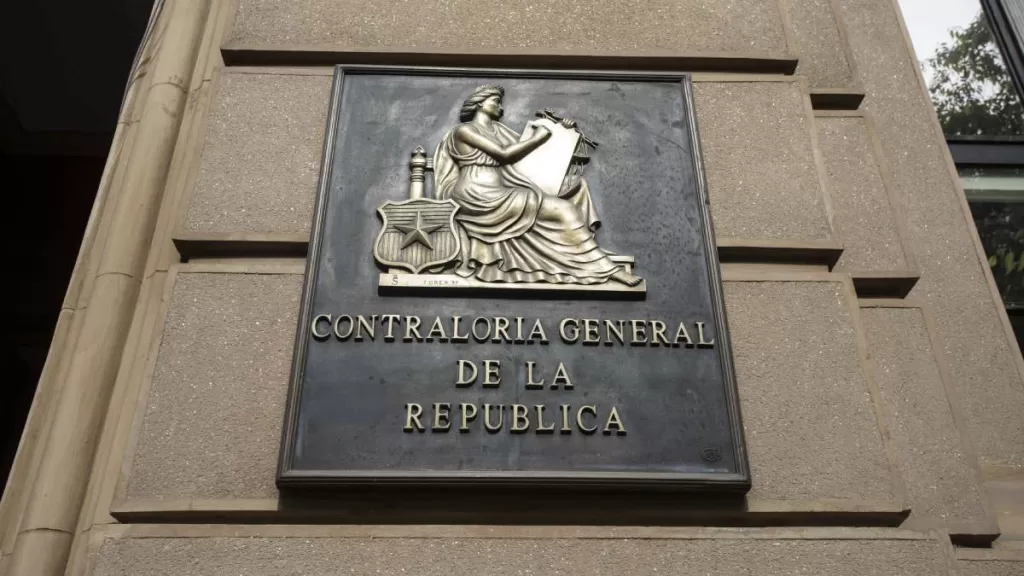 CONTRALORIA GENERAL
DE LA
REPUBLICA